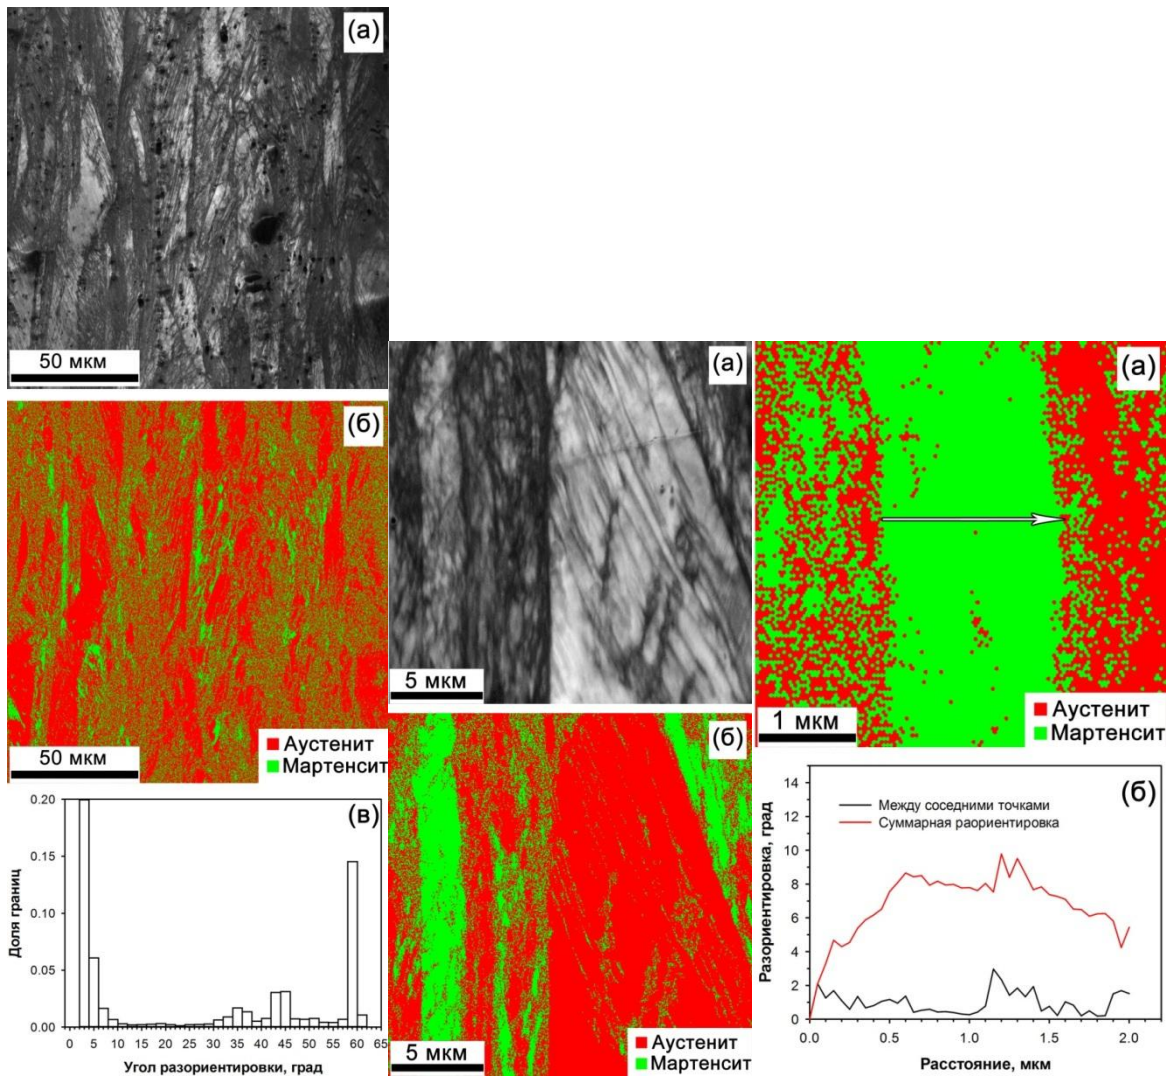 (а)
50 мкм
(б)
Аустенит
Мартенсит
50 мкм
(в)
0.20
0.15
0.10
0.05
0.00
Доля границ
0 5 10 15 20 25 30 35 40 45 50 55 60 65
Угол разориентировки, град
(а)
5 мкм
(б)
Аустенит
Мартенсит
5 мкм
(а)
1 мкм
Аустенит
Мартенсит
(б)
Между соседними точками
Суммарная раориентировка
14
12
10
8
6
4
2
0
Разориентировка, град
0.0 0.5 1.0 1.5 2.0
Расстояние, мкм